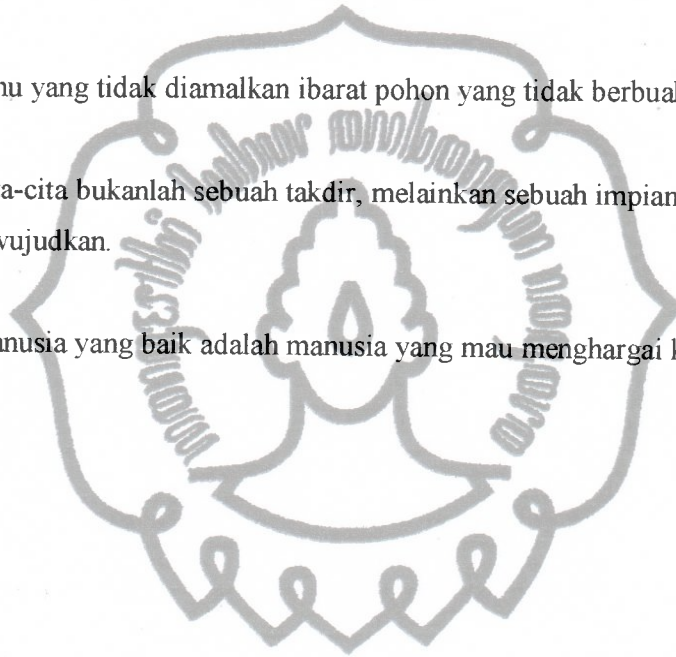 nu yang tidak diamalkan ibarat pohon yang tidak berbuah
a-cita bukanlah sebuah takdir, melainkan sebuah impian
wujudkan.
anusia yang baik adalah manusia yang mau menghargai k